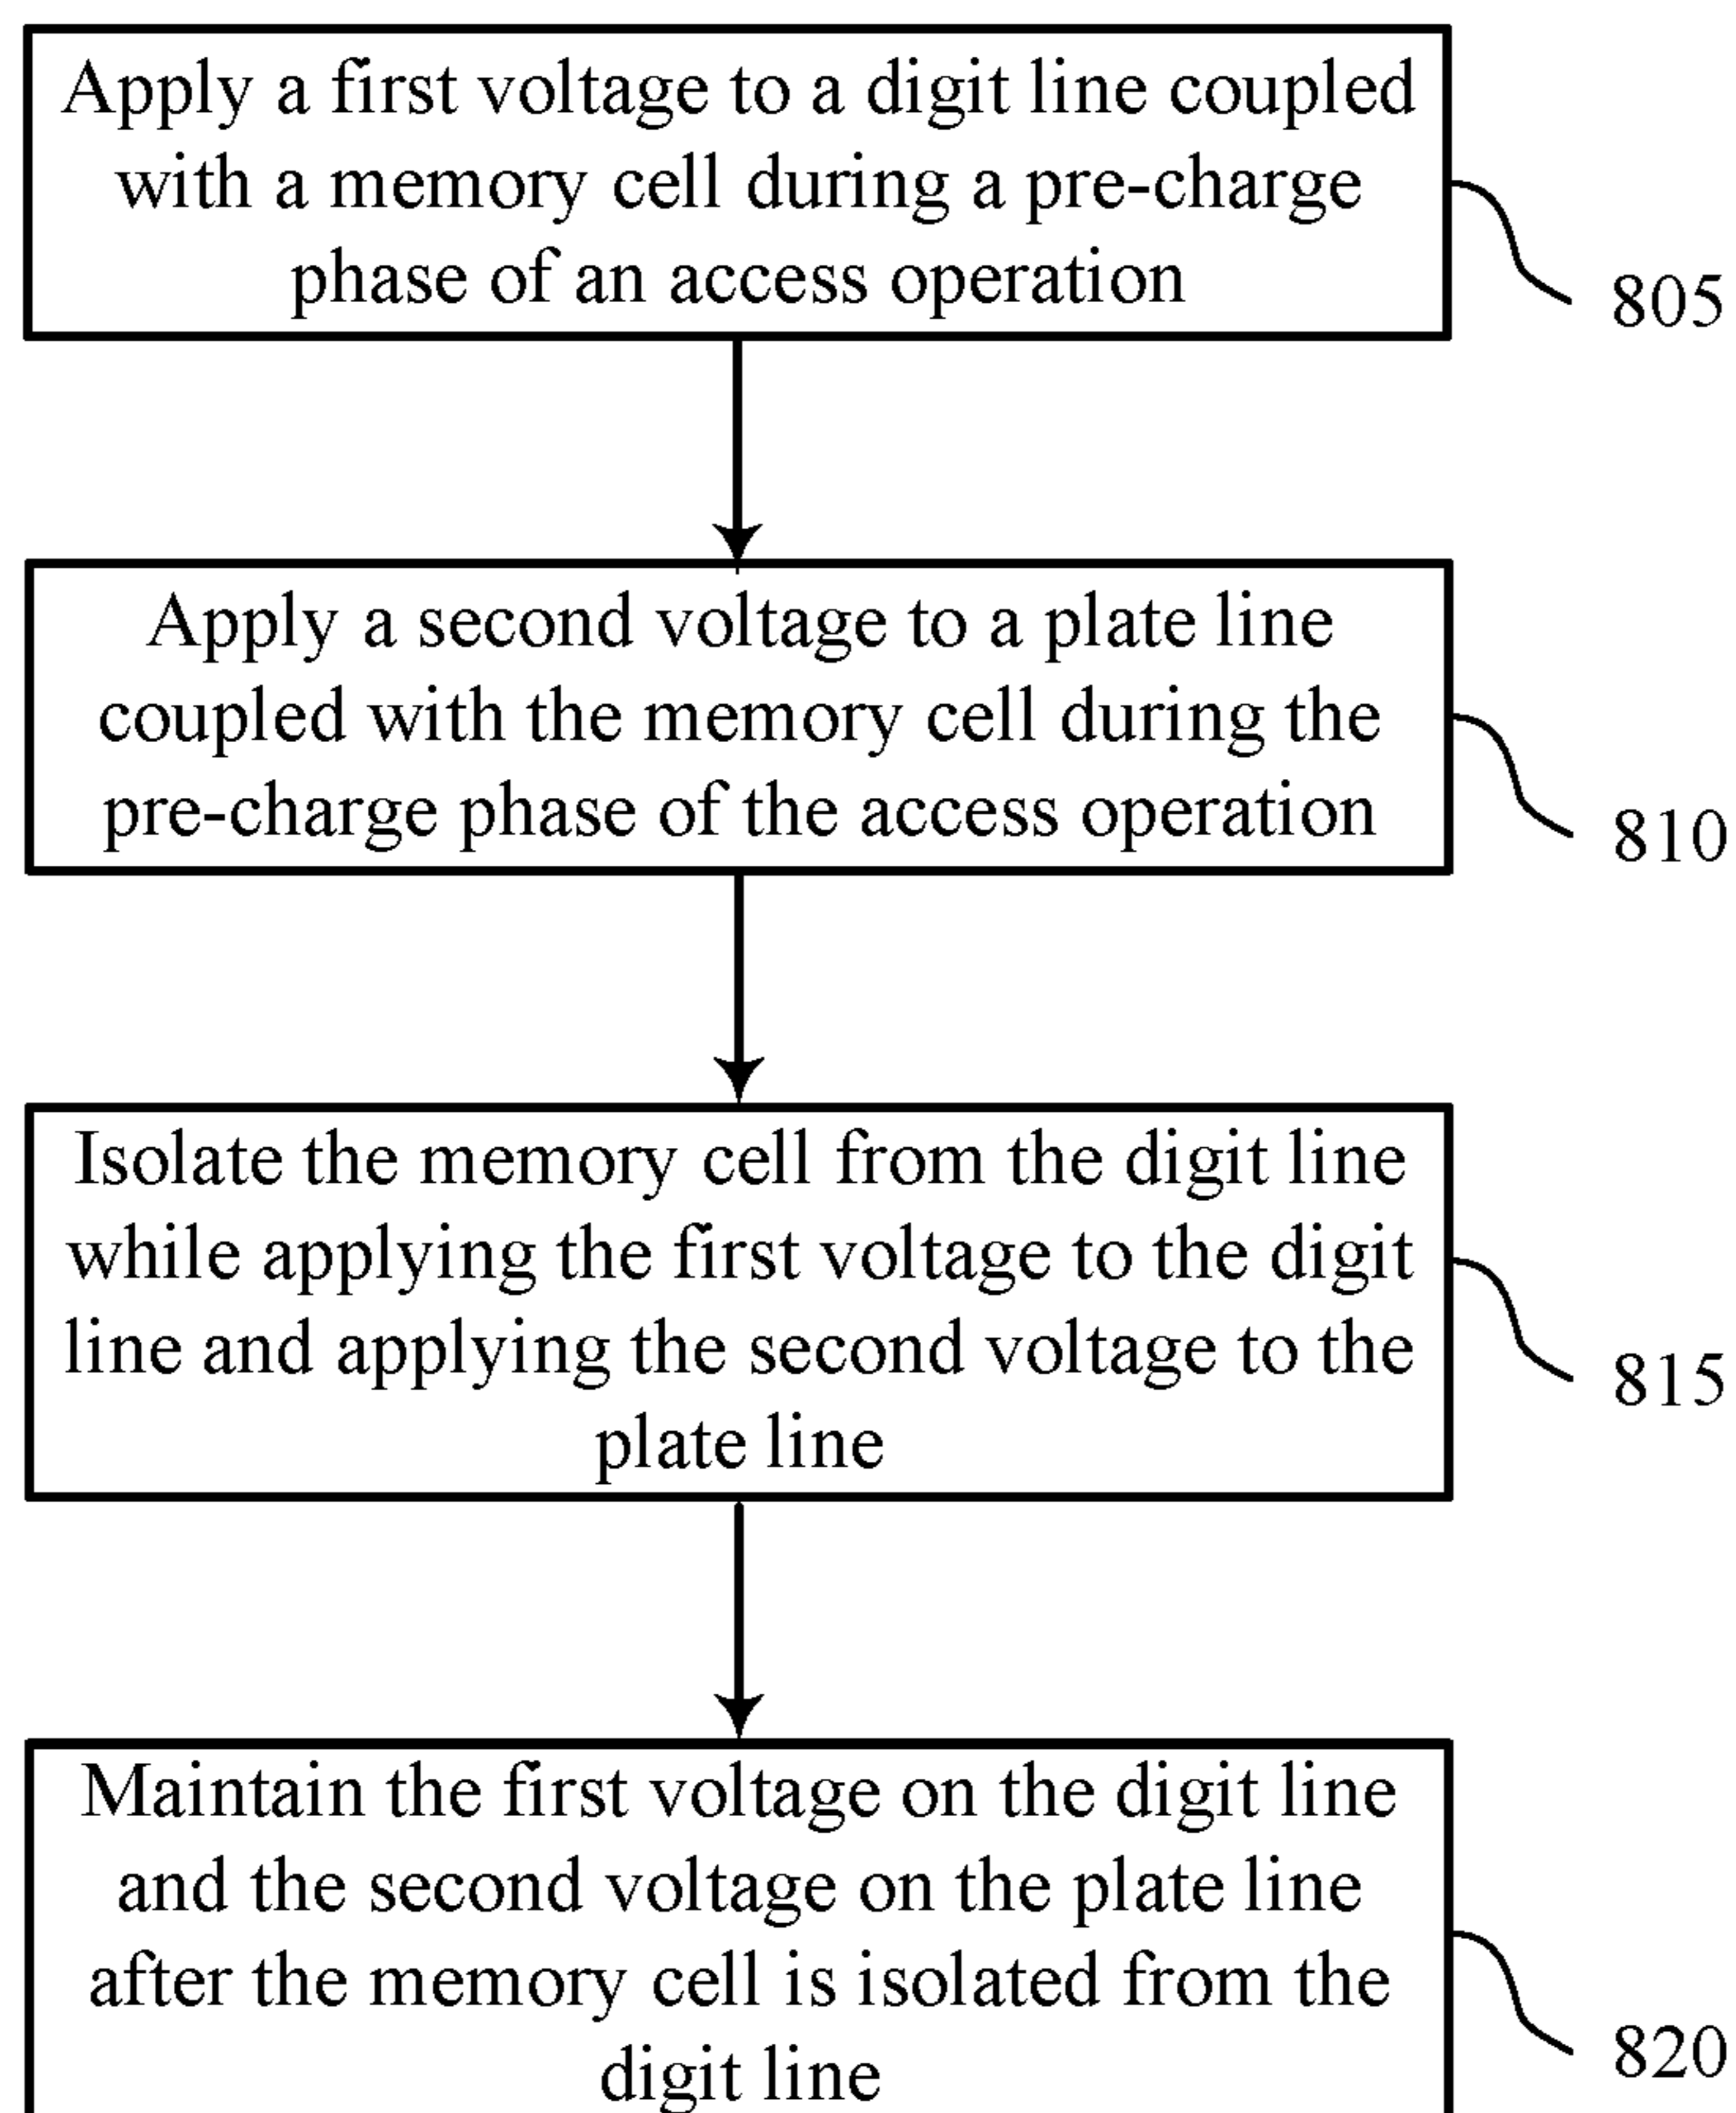 Apply a first voltage to a digit line coupled
with a memory cell during a pre-charge
phase of an access operation
805
Apply a second voltage to a plate line
coupled with the memory cell during the
pre-charge phase of the access operation
810
Isolate the memory cell from the digit line
while applying the first voltage to the digit
line and applying the second voltage to the
plate line
815
Maintain the first voltage on the digit line
and the second voltage on the plate line
after the memory cell is isolated from the
digit line
820